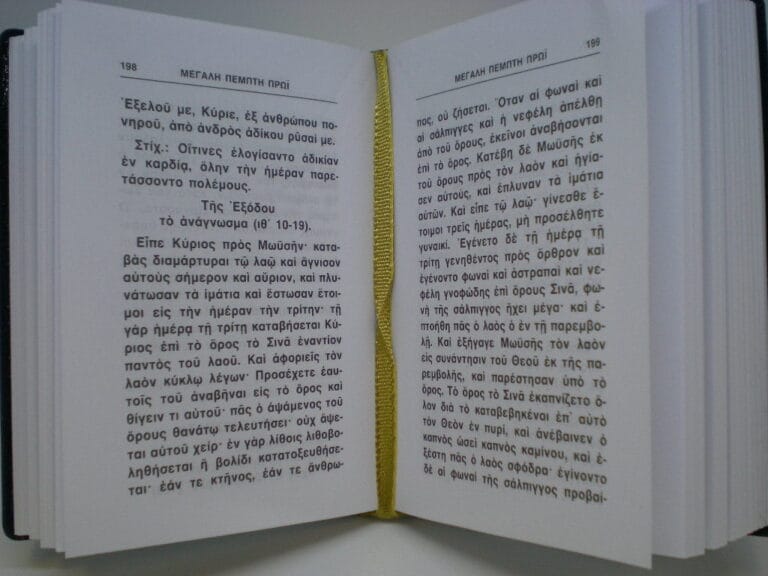 198
ΜΕΓΑΛΗ ΠΕΜΠΤΗ ΠΡΩΪ
Ἐξελοῦ με, Κύριε, ἐξ ἀνθρώπου πο-
νηροῦ, ἀπὸ ἀνδρὸς ἀδίκου ρῦσαί με.
Στίχ.: Οἵτινες ἐλογίσαντο ἀδικίαν
ἐν καρδίᾳ, ὅλην τὴν ἡμέραν παρε-
τάσσοντο πολέμους.
Τῆς Ἐξόδου
τὸ ἀνάγνωσμα (ιθ΄ 10-19).
Εἶπε Κύριος πρὸς Μωϋσῆν· κατα-
βὰς διαμάρτυραι τῷ λαῷ καὶ ἅγνισον
αὐτοὺς σήμερον καὶ αὔριον, καὶ πλυ-
νάτωσαν τὰ ἱμάτια καὶ ἔστωσαν ἕτοι-
μοι εἰς τὴν ἡμέραν τὴν τρίτην· τῇ
γὰρ ἡμέρᾳ τῇ τρίτῃ καταβήσεται Κύ-
ριος ἐπὶ τὸ ὄρος τὸ Σινᾶ ἐναντίον
παντὸς τοῦ λαοῦ. Καὶ ἀφοριεῖς τὸν
λαὸν κύκλῳ λέγων· Προσέχετε ἑαυ-
τοῖς τοῦ ἀναβῆναι εἰς τὸ ὄρος καὶ
θίγειν τι αὐτοῦ· πᾶς ὁ ἁψάμενος τοῦ
ὄρους θανάτῳ τελευτήσει· οὐχ ἅψε-
ται αὐτοῦ χείρ· ἐν γὰρ λίθοις λιθοβο-
ληθήσεται ἢ βολίδι κατατοξευθήσε-
ται· ἐάν τε κτῆνος, ἐάν τε ἄνθρω-
199
ΜΕΓΑΛΗ ΠΕΜΠΤΗ ΠΡΩΪ
πος, οὐ ζήσεται. Ὅταν αἱ φωναὶ καὶ
αἱ σάλπιγγες καὶ ἡ νεφέλη ἀπέλθῃ
ἀπὸ τοῦ ὄρους, ἐκεῖνοι ἀναβήσονται
ἐπὶ τὸ ὄρος. Κατέβη δὲ Μωϋσῆς ἐκ
τοῦ ὄρους πρὸς τὸν λαὸν καὶ ἡγία-
σεν αὐτούς, καὶ ἔπλυναν τὰ ἱμάτια
αὐτῶν. Καὶ εἶπε τῷ λαῷ· γίνεσθε ἕ-
τοιμοι τρεῖς ἡμέρας, μὴ προσέλθητε
γυναικί. Ἐγένετο δὲ τῇ ἡμέρᾳ τῇ
τρίτῃ γενηθέντος πρὸς ὄρθρον καὶ
ἐγένοντο φωναὶ καὶ ἀστραπαὶ καὶ νε-
φέλη γνοφώδης ἐπὶ ὄρους Σινᾶ, φω-
νὴ τῆς σάλπιγγος ἤχει μέγα· καὶ ἐ-
πτοήθη πᾶς ὁ λαὸς ὁ ἐν τῇ παρεμβο-
λῇ. Καὶ ἐξήγαγε Μωϋσῆς τὸν λαὸν
εἰς συνάντησιν τοῦ Θεοῦ ἐκ τῆς πα-
ρεμβολῆς, καὶ παρέστησαν ὑπὸ τὸ
ὄρος. Τὸ ὄρος τὸ Σινᾶ ἐκαπνίζετο ὅ-
λον διὰ τὸ καταβεβηκέναι ἐπ᾿ αὐτὸ
τὸν Θεὸν ἐν πυρί, καὶ ἀνέβαινεν ὁ
καπνὸς ὡσεὶ καπνὸς καμίνου, καὶ ἐ-
ξέστη πᾶς ὁ λαὸς σφόδρα· ἐγίνοντο
δὲ αἱ φωναὶ τῆς σάλπιγγος προβαί-